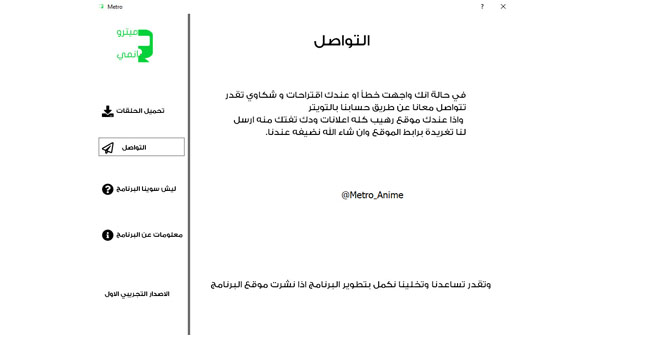 Metro
?
ميترو
انمي
تحميل الحلقات
التواصل
ليش سوينا البرنامج
معلومات عن البرنامج
الاصدار التجريبي الاول
التواصل
في حالة انك واجهت خطأ او عندك اقتراحات و شكاوي تقدر
تتواصل معانا عن طريق حسابنا بالتويتر
واذا عندك موقع رهيب كله اعلانات ودك تفتك منه ارسل
لنا تغريدة برابط الموقع وان شاء الله نضيفه عندنا.
@Metro_Anime
وتقدر تساعدنا وتخلينا نكمل بتطوير البرنامج اذا نشرت موقع البرنامج